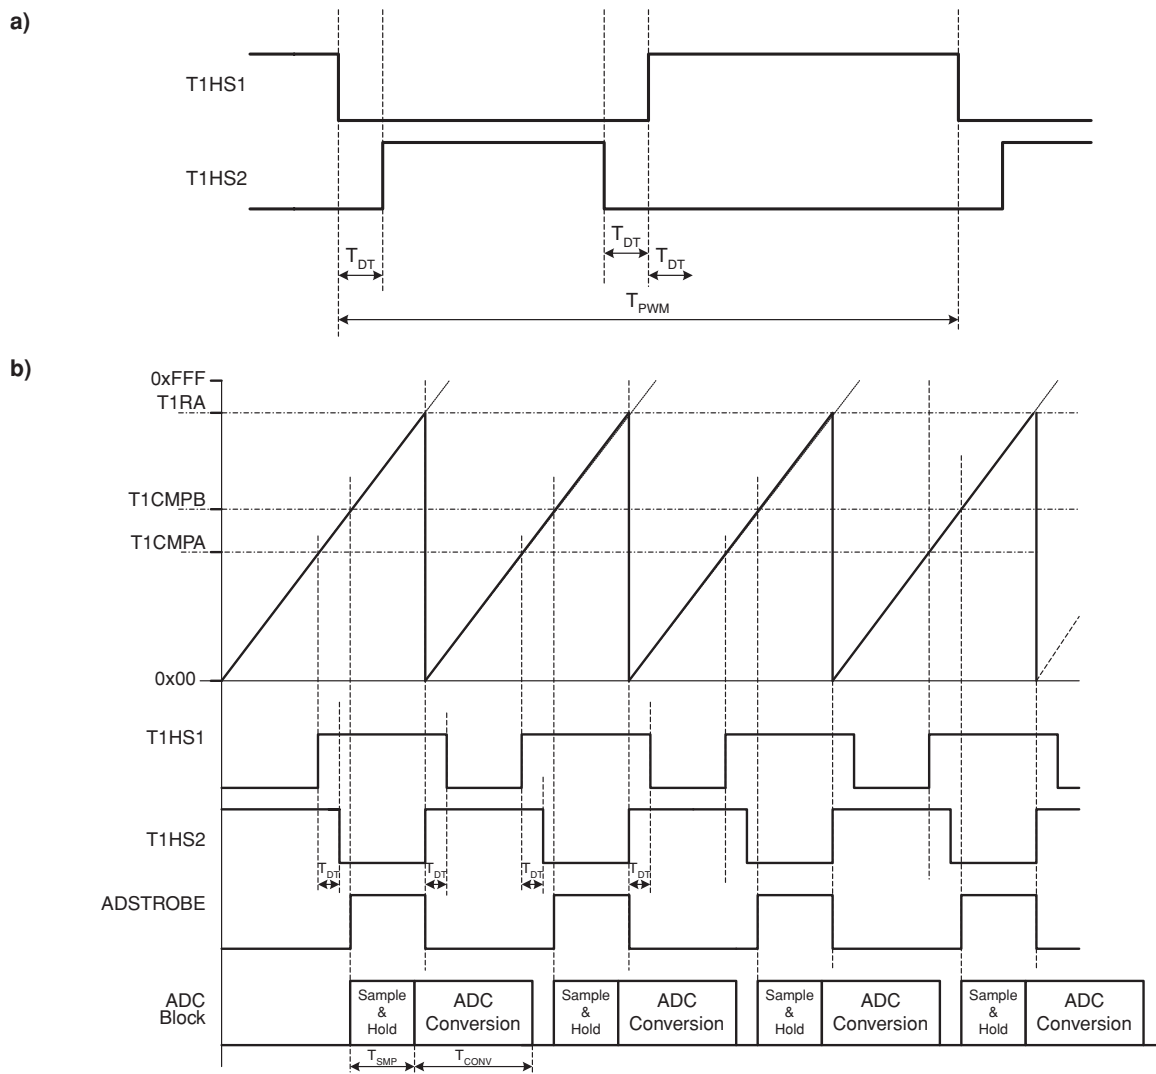 a)
T1HS1
T1HS2
TDT
TDT
TDT
TPWM
b)
0xFFF
T1RA
T1CMPB
T1CMPA
0x00
T1HS1
T1HS2
TDT
TDT
TDT
TDT
ADSTROBE
ADC
Block
Sample
&
Hold
ADC
Conversion
Sample
&
Hold
ADC
Conversion
Sample
&
Hold
ADC
Conversion
Sample
&
Hold
ADC
Conversion
TSMP
TCONV